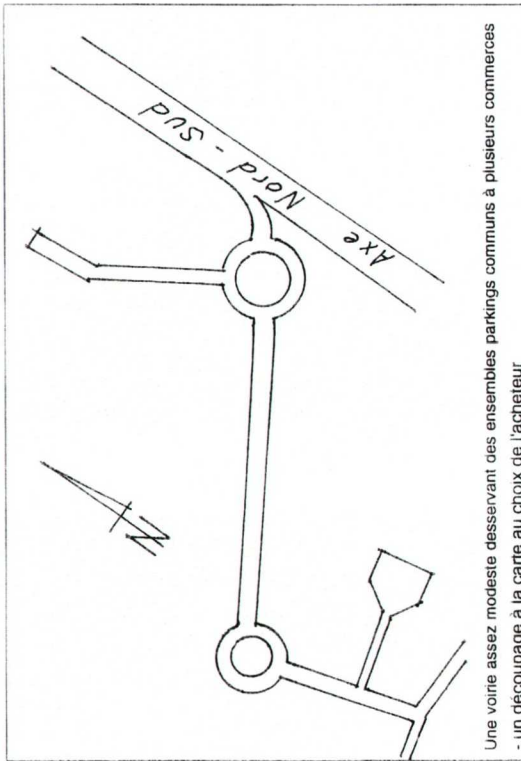 Axe Nord - Sud
N
Une voirie assez modeste desservant des ensembles parkings communs à plusieurs commerces
- un découpage à la carte au choix de l'acheteur